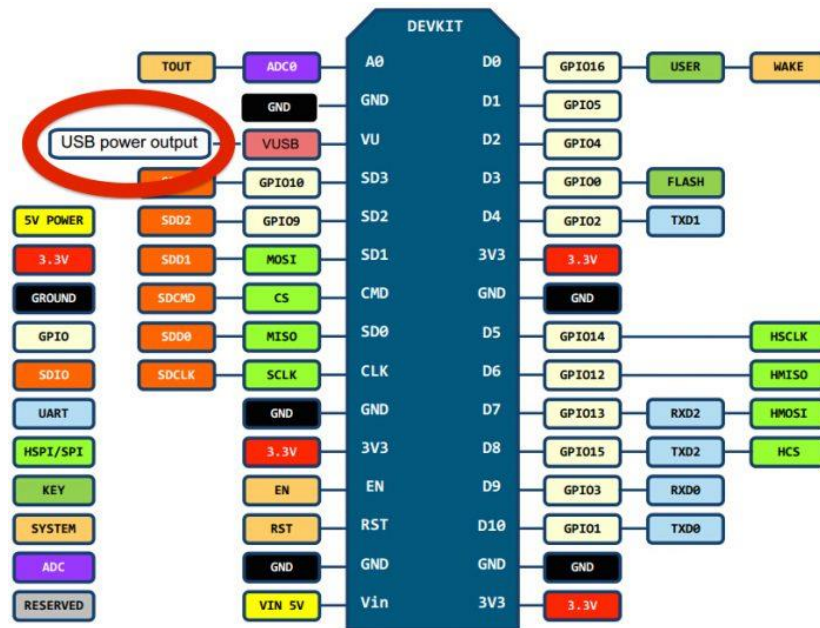 DEVKIT
TOUT ADC0 A0 D0 GPIO16 USER WAKE
GND GND D1 GPIO5
USB power output VUSB VU D2 GPIO4
GPIO10 SD3 D3 GPIO0 FLASH
5V POWER SDD2 GPIO9 SD2 D4 GPIO2 TXD1
3.3V SDD1 MOSI SD1 3V3 3.3V
GROUND SDCMD CS CMD GND GND
GPIO SDD0 MISO SD0 D5 GPIO14 HSCLK
SDIO SDCLK SCLK CLK D6 GPIO12 HMISO
UART GND GND D7 GPIO13 RXD2 HMOSI
HSPI/SPI 3.3V 3V3 D8 GPIO15 TXD2 HCS
KEY EN EN D9 GPIO3 RXD0
SYSTEM RST RST D10 GPIO1 TXD0
ADC GND GND GND GND
RESERVED VIN 5V Vin 3V3 3.3V